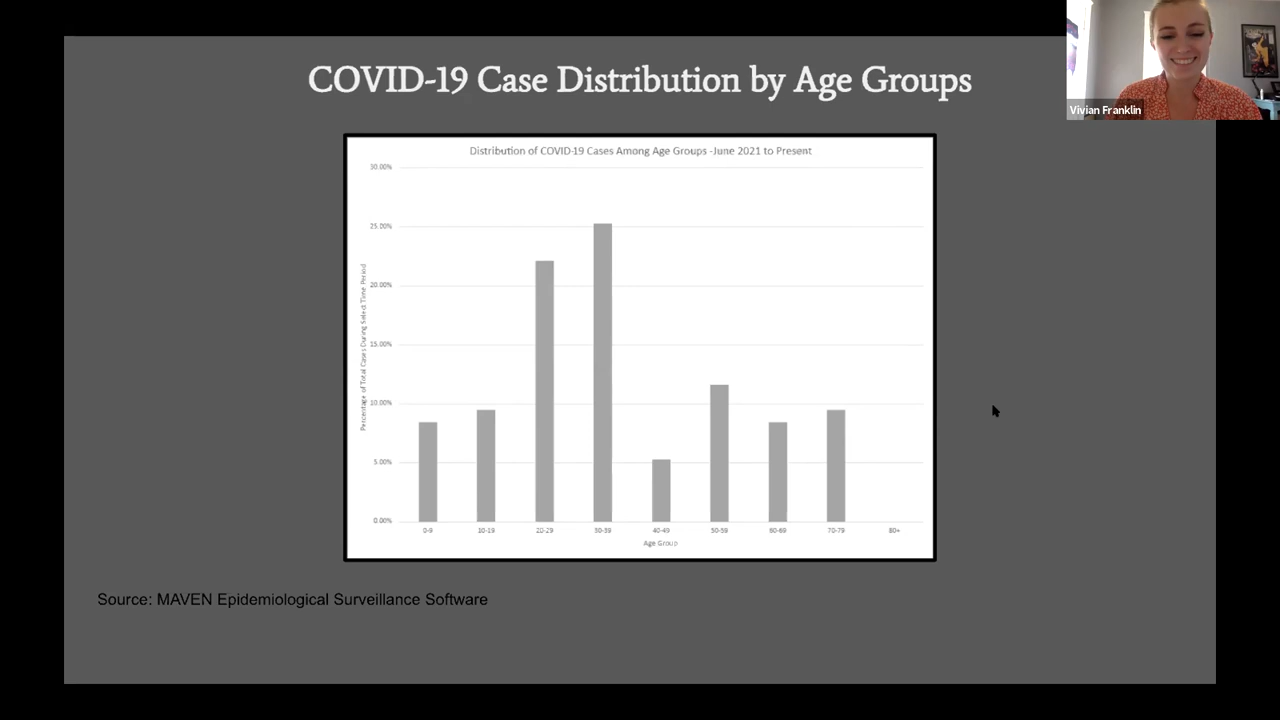 COVID-19 Case Distribution by Age Groups
Vivian Franklin
Distribution of COVID-19 Cases Among Age Groups -June 2021 to Present
30.00%
25.00%
20.00%
15.00%
10.00%
5.00%
0.00%
Percentage of Total Cases During Select Time Period
0-9 10-19 20-29 30-39 40-49 50-59 60-69 70-79 80+
Age Group
Source: MAVEN Epidemiological Surveillance Software